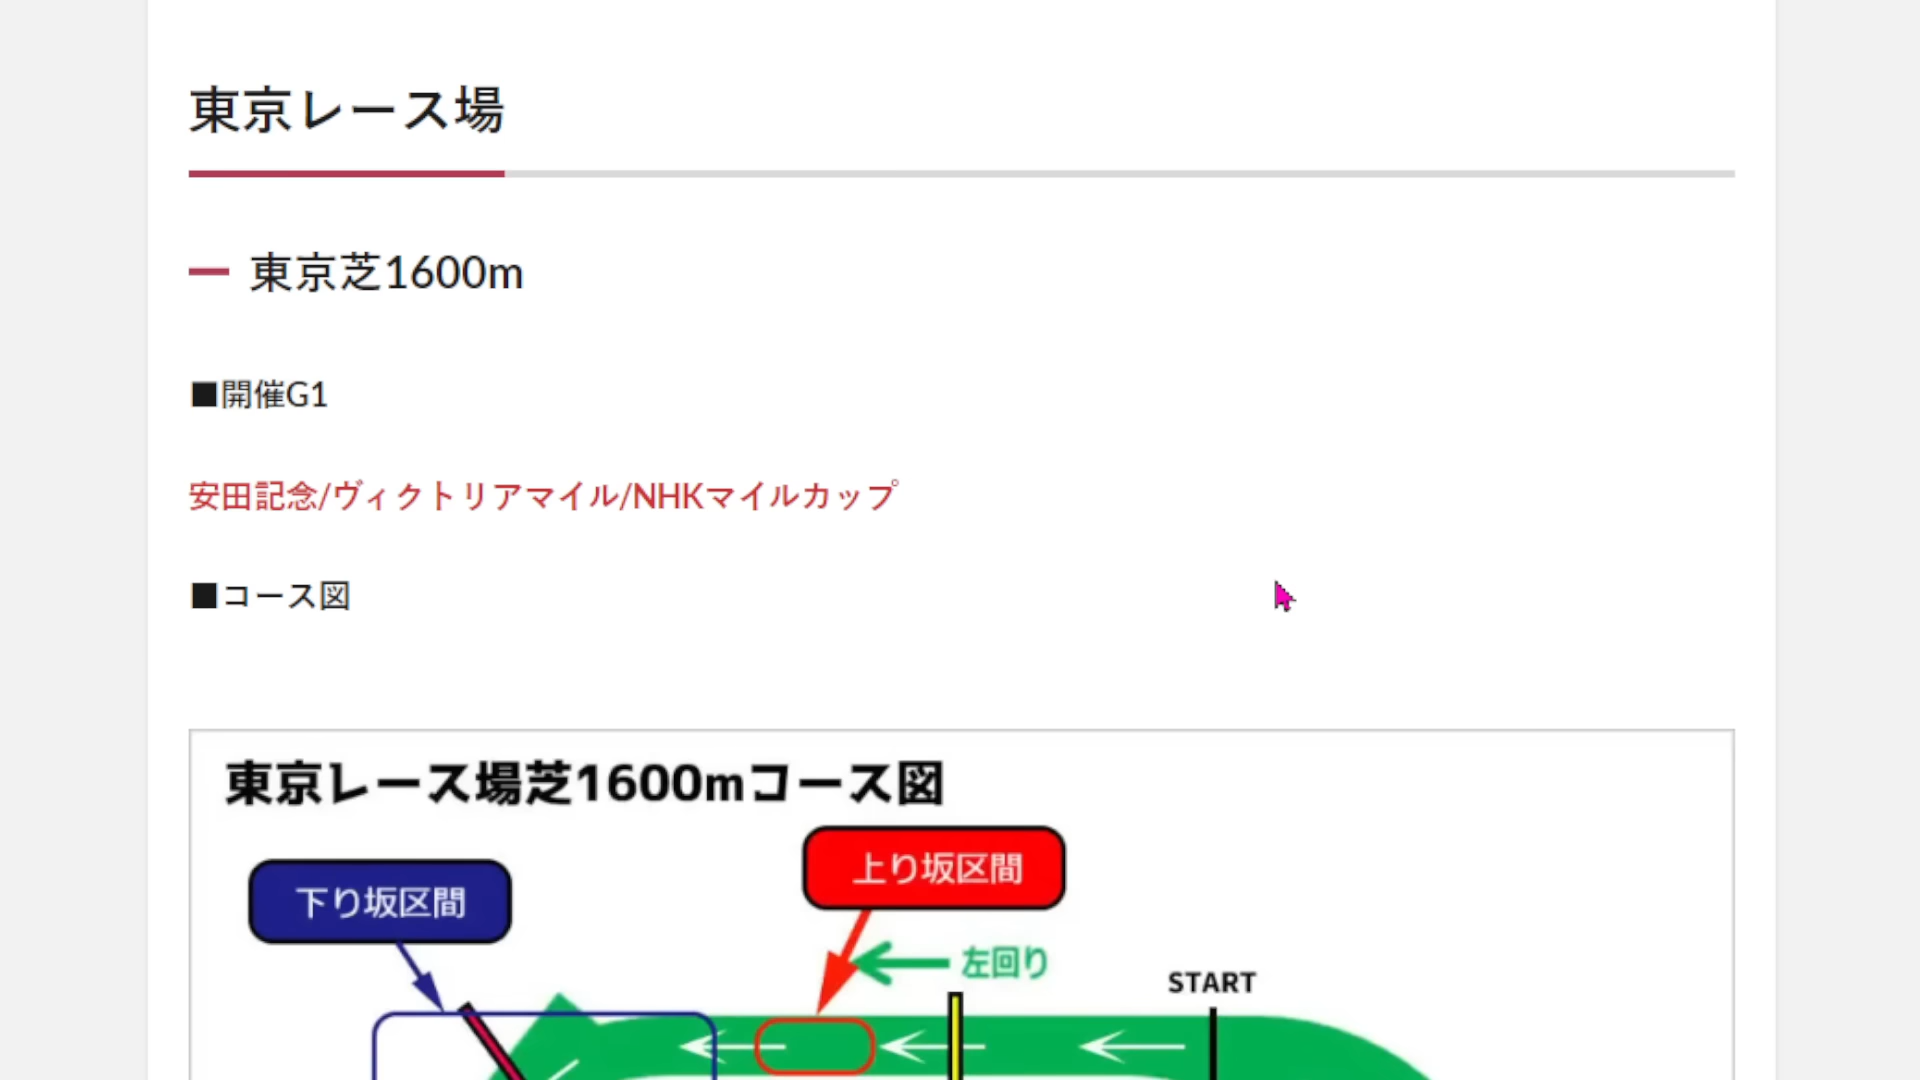 東京レース場
東京芝1600m
■開催G1
安田記念/ヴィクトリアマイル/NHKマイルカップ
■コース図
東京レース場芝1600mコース図
上り坂区間
下り坂区間
左回り
START